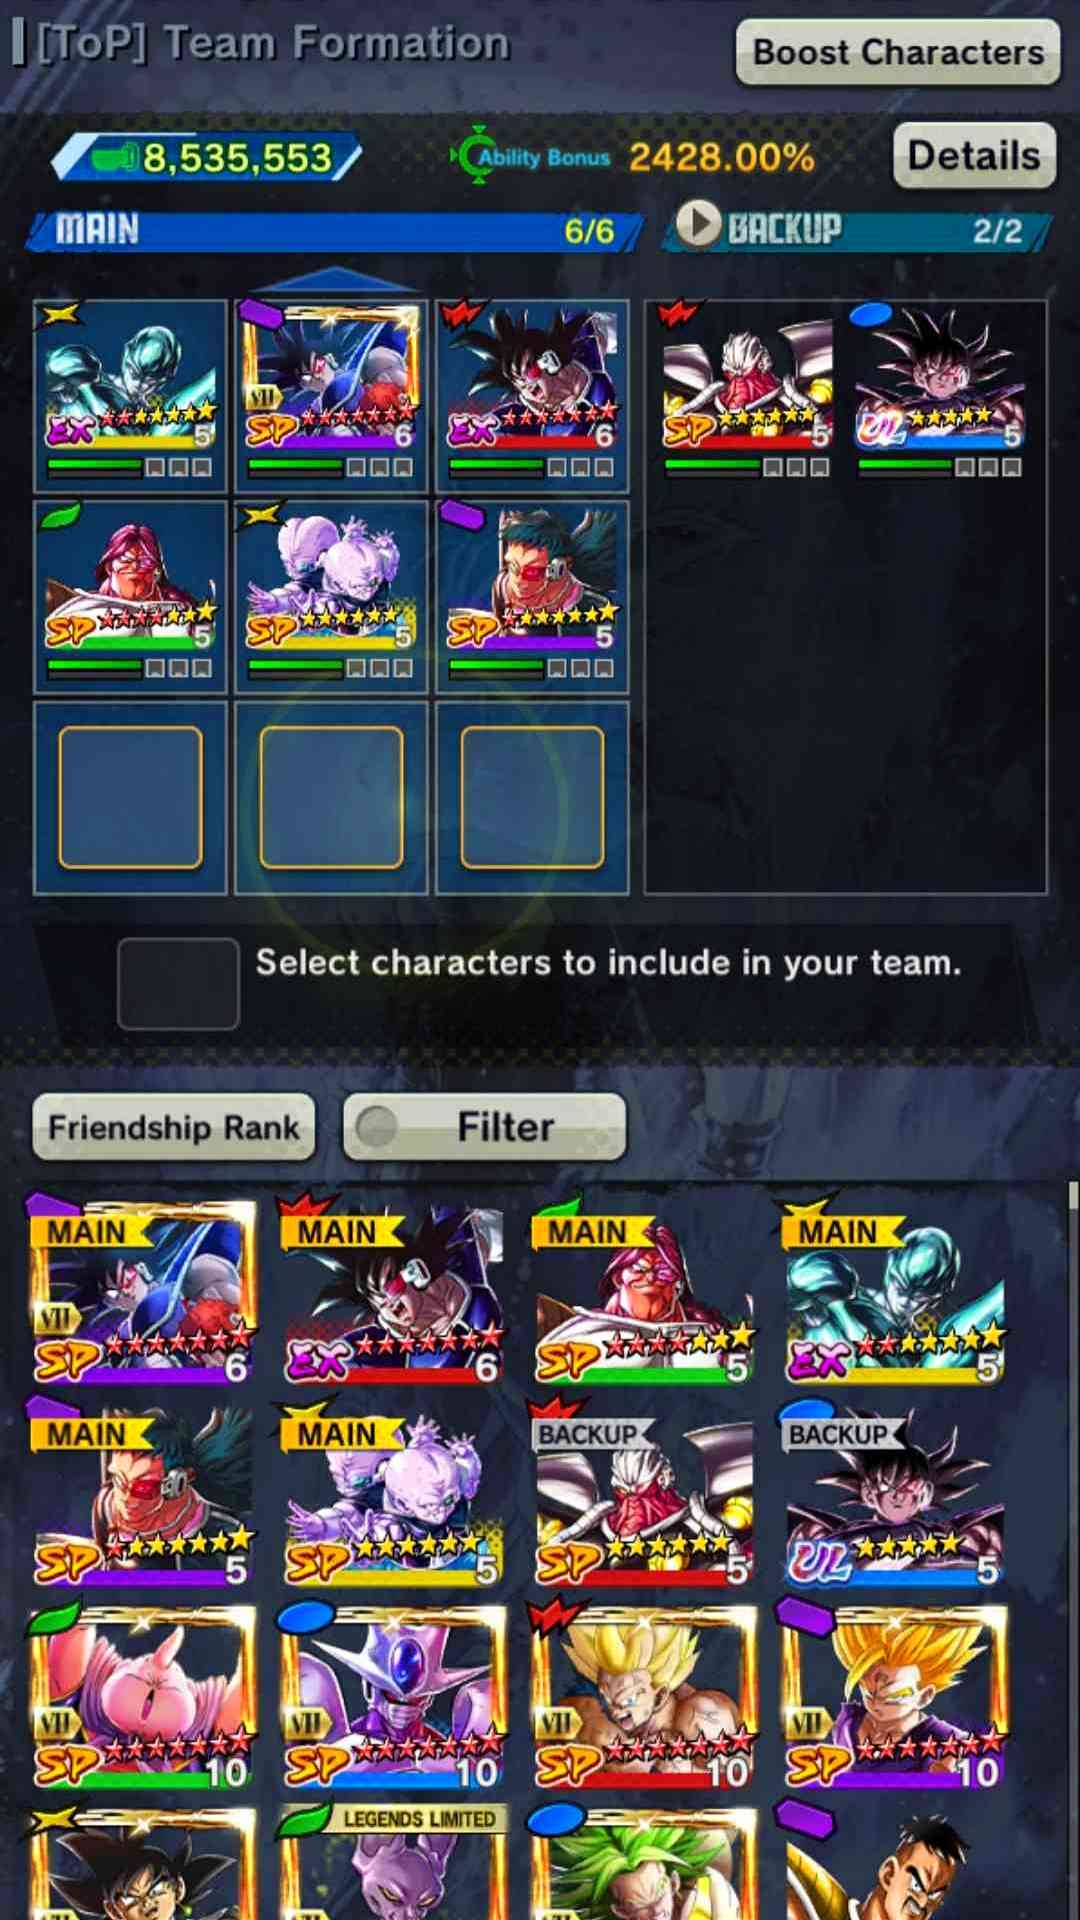 [ToP] Team Formation
Boost Characters
8,535,553
Ability Bonus 2428.00%
Details
MAIN 6/6
BACKUP 2/2
EX 5
VII
SP 6
EX 6
SP 5
UL 5
SP 5
SP 5
SP 5
Select characters to include in your team.
Friendship Rank
Filter
MAIN MAIN MAIN MAIN
VII
SP 6 EX 6 SP 5 EX 5
MAIN MAIN BACKUP BACKUP
SP 5 SP 5 SP 5 UL 5
VII VII VII VII
SP 10 SP 10 SP 10 SP 10
LEGENDS LIMITED